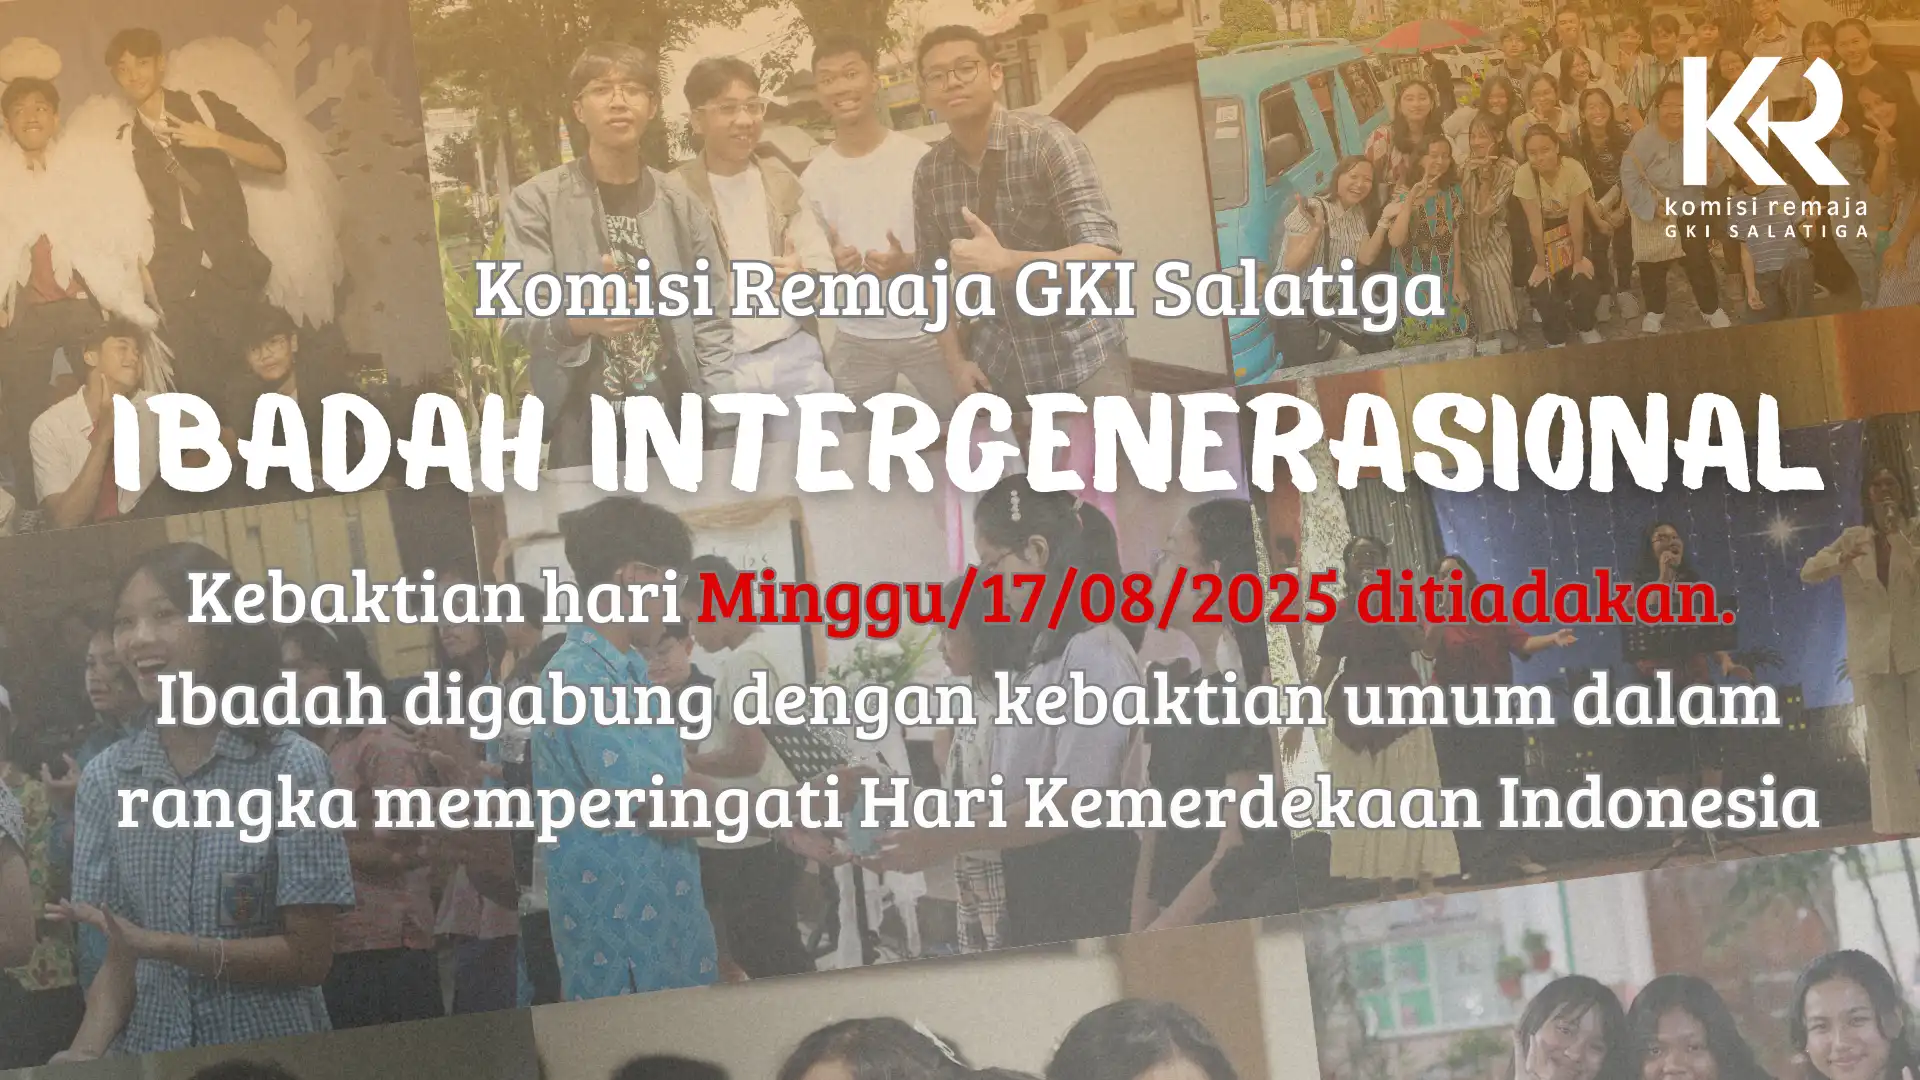 KR
komisi remaja
GKI SALATIGA
Komisi Remaja GKI Salatiga
IBADAH INTERGENERASIONAL
Kebaktian hari Minggu/17/08/2025 ditiadakan.
Ibadah digabung dengan kebaktian umum dalam
rangka memperingati Hari Kemerdekaan Indonesia